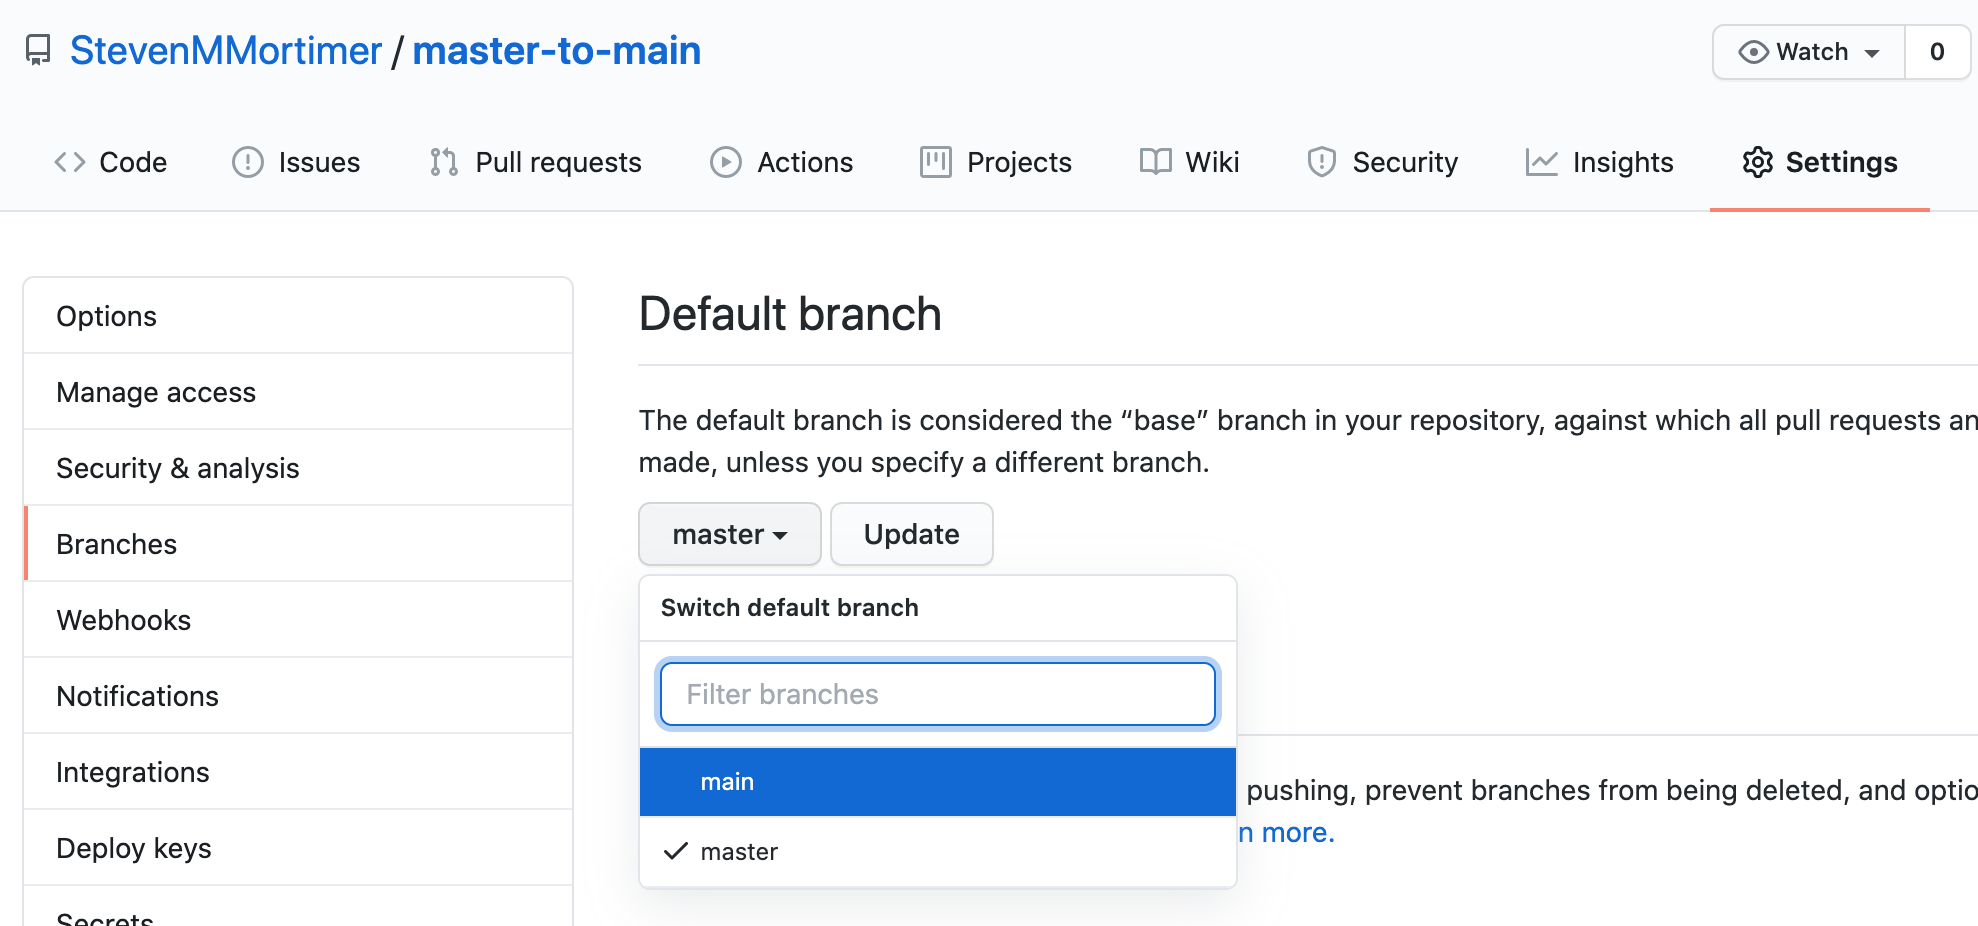 StevenMMortimer / master-to-main
Watch 0
Code Issues Pull requests Actions Projects Wiki Security Insights Settings
Options
Manage access
Security & analysis
Branches
Webhooks
Notifications
Integrations
Deploy keys
Secrets
Default branch
The default branch is considered the “base” branch in your repository, against which all pull requests an
made, unless you specify a different branch.
master Update
Switch default branch
Filter branches
main
master
pushing, prevent branches from being deleted, and optio
n more.